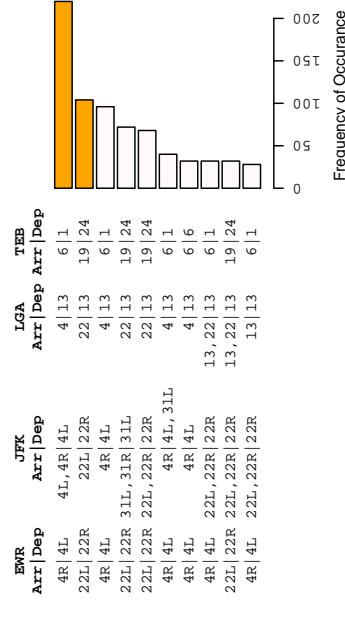 EWR JFK LGA TEB
Arr|Dep Arr|Dep Arr|Dep Arr|Dep
4R|4L 4L,4R|4L 4|13 6|1
22L|22R 22L|22R 22|13 19|24
4R|4L 4R|4L 4|13 6|1
22L|22R 31L,31R|31L 22|13 19|24
22L|22R 22L,22R|22R 22|13 19|24
4R|4L 4R|4L,31L 4|13 6|1
4R|4L 4R|4L 4|13 6|6
4R|4L 22L,22R|22R 13,22|13 6|1
22L|22R 22L,22R|22R 13,22|13 19|24
4R|4L 22L,22R|22R 13|13 6|1
0 50 100 150 200
Frequency of Occurance